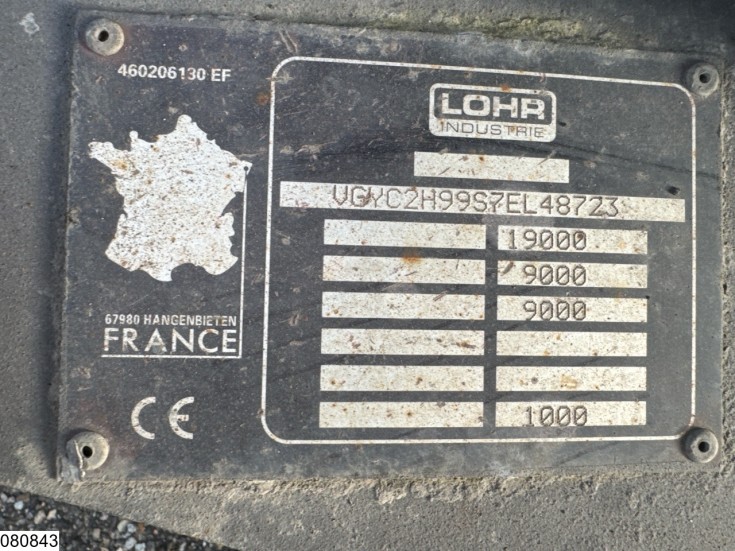 460206130 EF
67980 HANGENBIETEN
FRANCE
CE
LOHR
INDUSTRIE
VGYC2H99S7EL48723
19000
9000
9000
1000
080843